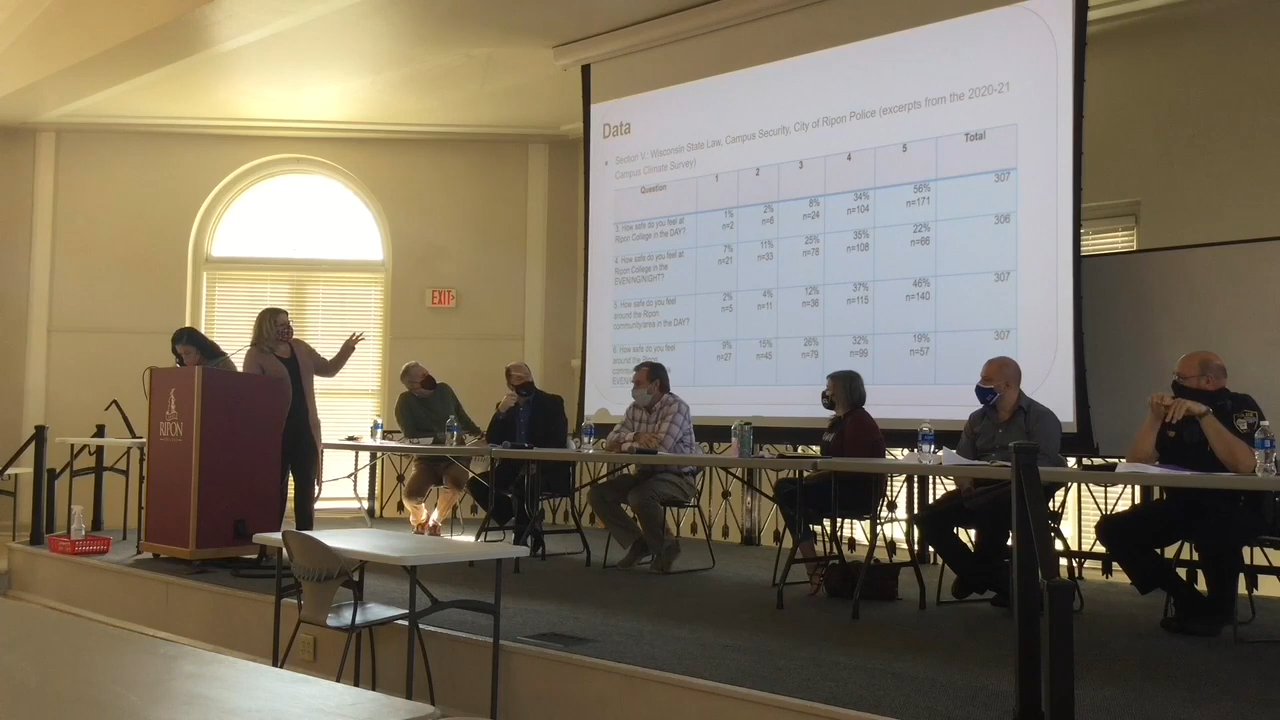 Data
• Section V.: Wisconsin State Law, Campus Security, City of Ripon Police (excerpts from the 2020-21
Campus Climate Survey)
Question 1 2 3 4 5 Total
3. How safe do you feel at 1% 2% 8% 34% 56% 307
Ripon College in the DAY? n=2 n=6 n=24 n=104 n=171
4. How safe do you feel at 7% 11% 25% 35% 22% 306
Ripon College in the n=21 n=33 n=78 n=108 n=66
EVENING/NIGHT?
5. How safe do you feel 2% 4% 12% 37% 46% 307
around the Ripon n=5 n=11 n=36 n=115 n=140
community/area in the DAY?
6. How safe do you feel 9% 15% 26% 32% 19% 307
around the Ripon n=27 n=45 n=79 n=99 n=57
EXIT
RIPON